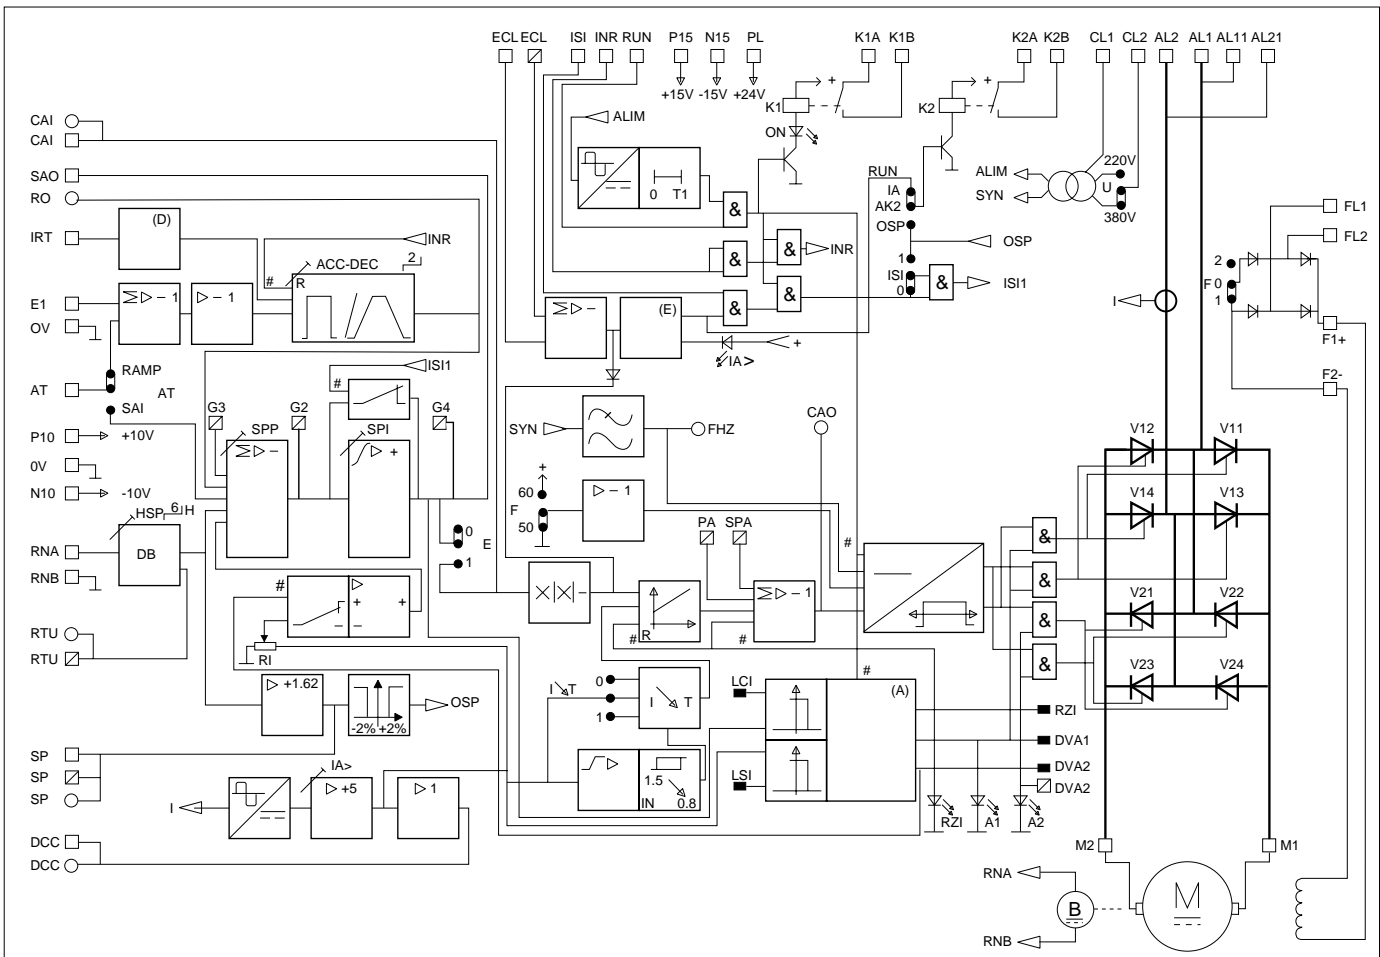 ECL ECL ISI INR RUN P15 N15 PL K1A K1B K2A K2B CL1 CL2 AL2 AL1 AL11 AL21
+15V -15V +24V
+ +
K1 K2
ALIM
ON
CAI
CAI
SAO
RO
IRT
(D)
INR
ACC-DEC 2
# R
E1
OV
Σ - 1
- 1
0 T1
&
&
&
&
&
&
INR
ISI1
RUN
IA
AK2
OSP
1
ISI
0
OSP
ALIM
SYN
220V
U
380V
FL1
FL2
2
F 0
1
I
F1+
F2-
Σ -
(E)
IA>
+
RAMP
AT
AT
SAI
ISI1
#
G3 G2 G4
SPP
Σ -
SPI
+
P10 +10V
0V
N10 -10V
SYN
FHZ
CAO
+
60
F
50
- 1
HSP 6 H
DB
RNA
RNB
RTU
RTU
0
E
1
#
+ +
-
RI
X|X| -
PA SPA
# R
Σ - 1
#
#
&
&
&
&
V12 V11
V14 V13
V21 V22
V23 V24
+1.62
-2% +2%
OSP
I T
0
1
I T
LCI
LSI
#
(A)
RZI
DVA1
DVA2
DVA2
SP
SP
SP
DCC
DCC
I
IA>
+5
1
1.5
IN 0.8
RZI A1 A2
M2 M1
RNA
B
RNB
M